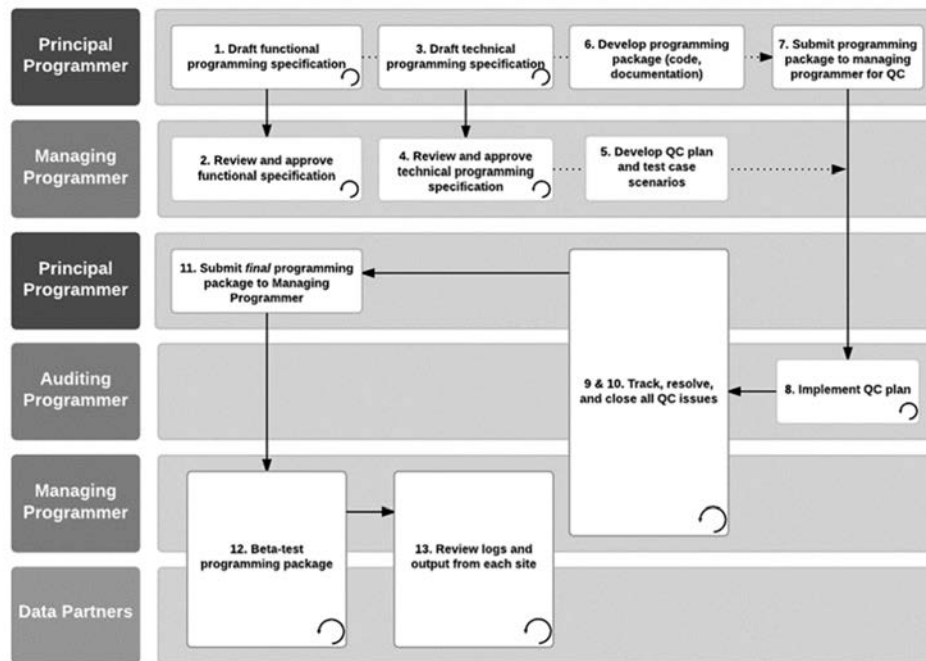 Principal
Programmer
1. Draft functional
programming specification
3. Draft technical
programming specification
6. Develop programming
package (code,
documentation)
7. Submit programming
package to managing
programmer for QC
Managing
Programmer
2. Review and approve
functional specification
4. Review and approve
technical programming
specification
5. Develop QC plan
and test case
scenarios
Principal
Programmer
11. Submit final programming
package to Managing
Programmer
Auditing
Programmer
9 & 10. Track, resolve,
and close all QC issues
8. Implement QC plan
Managing
Programmer
12. Beta-test
programming package
13. Review logs and
output from each site
Data Partners